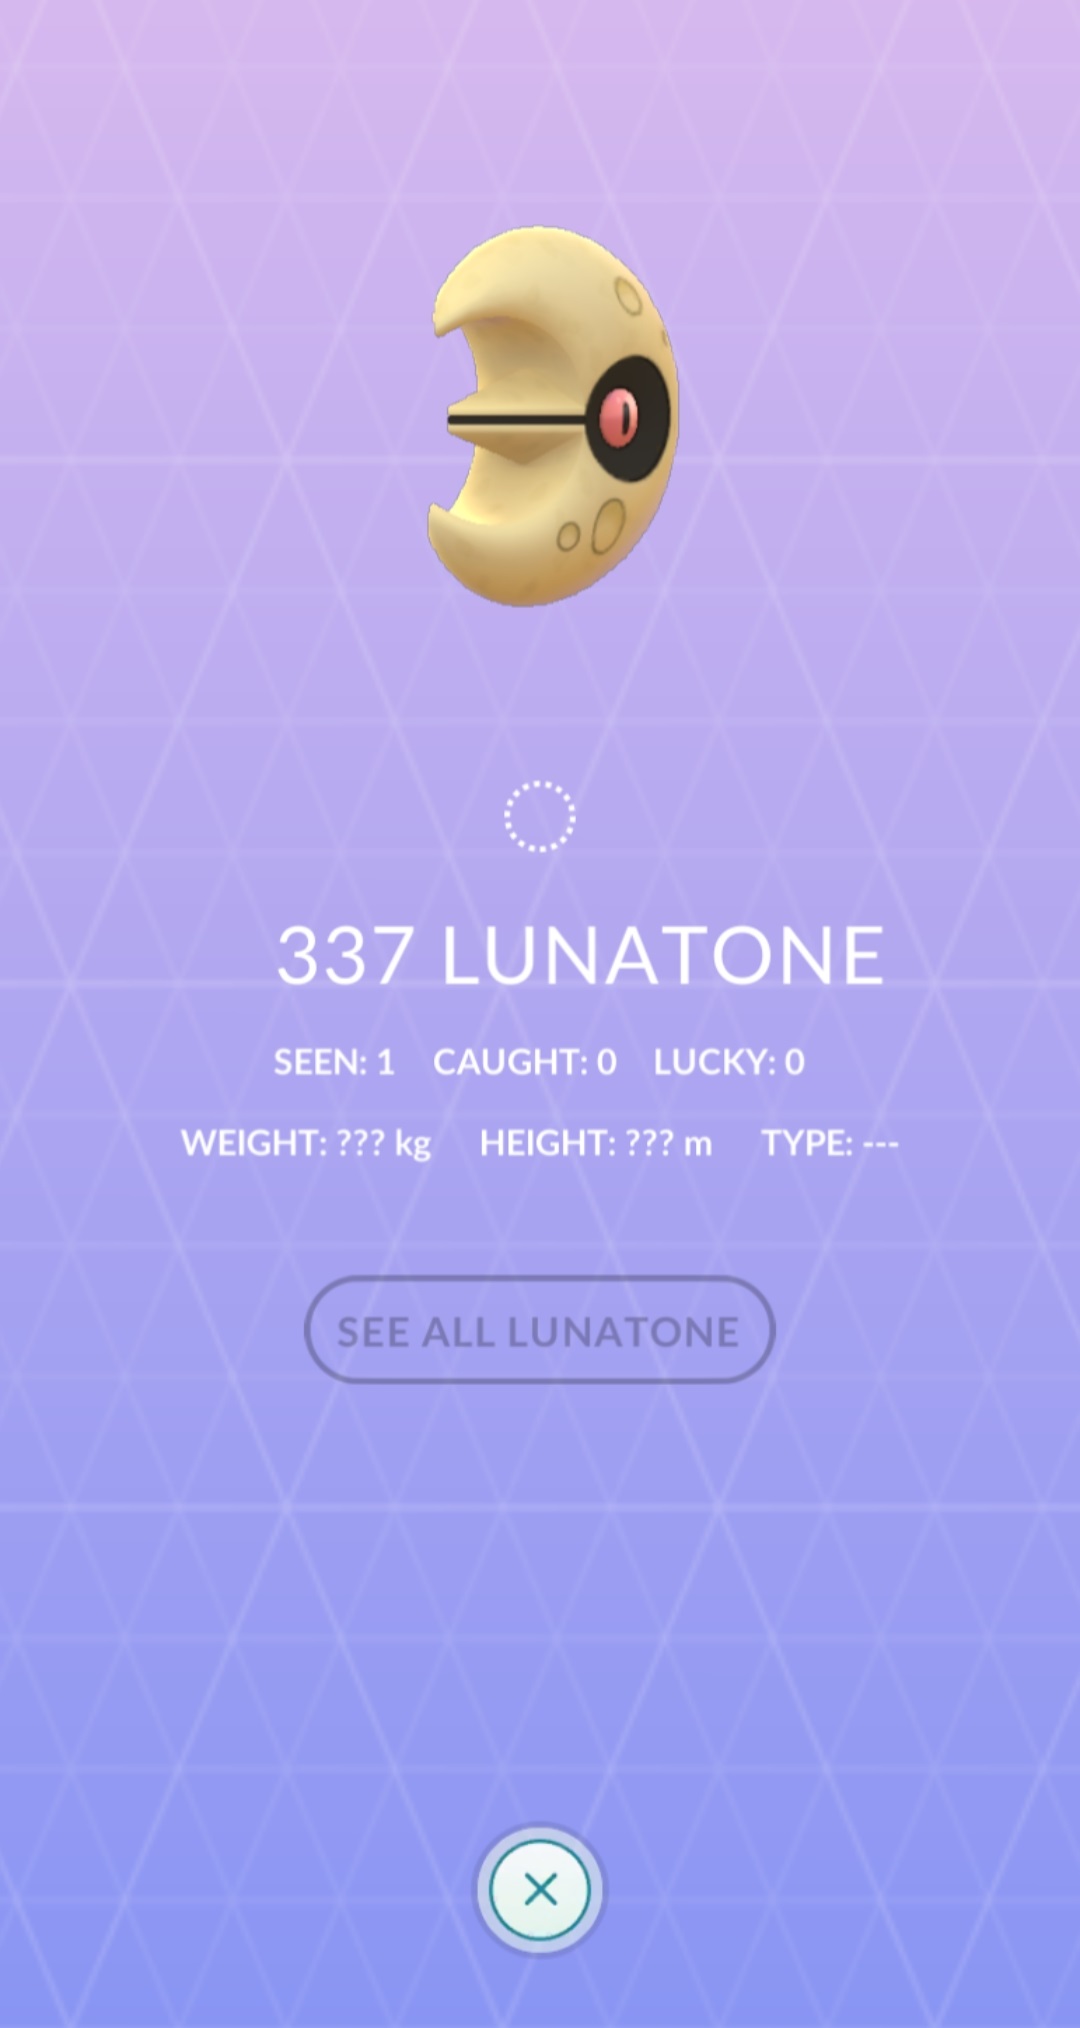 337 LUNATONE
SEEN: 1 CAUGHT: 0 LUCKY: 0
WEIGHT: ??? kg HEIGHT: ??? m TYPE: ---
SEE ALL LUNATONE